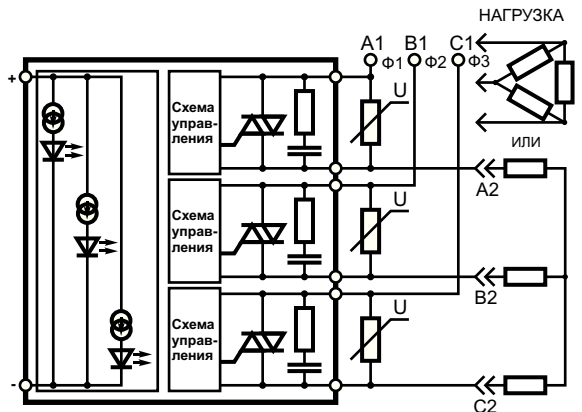 НАГРУЗКА
A1 B1 C1
Ф1 Ф2 Ф3
+
Схема
управ-
ления
U
ИЛИ
A2
Схема
управ-
ления
U
B2
Схема
управ-
ления
U
-
C2